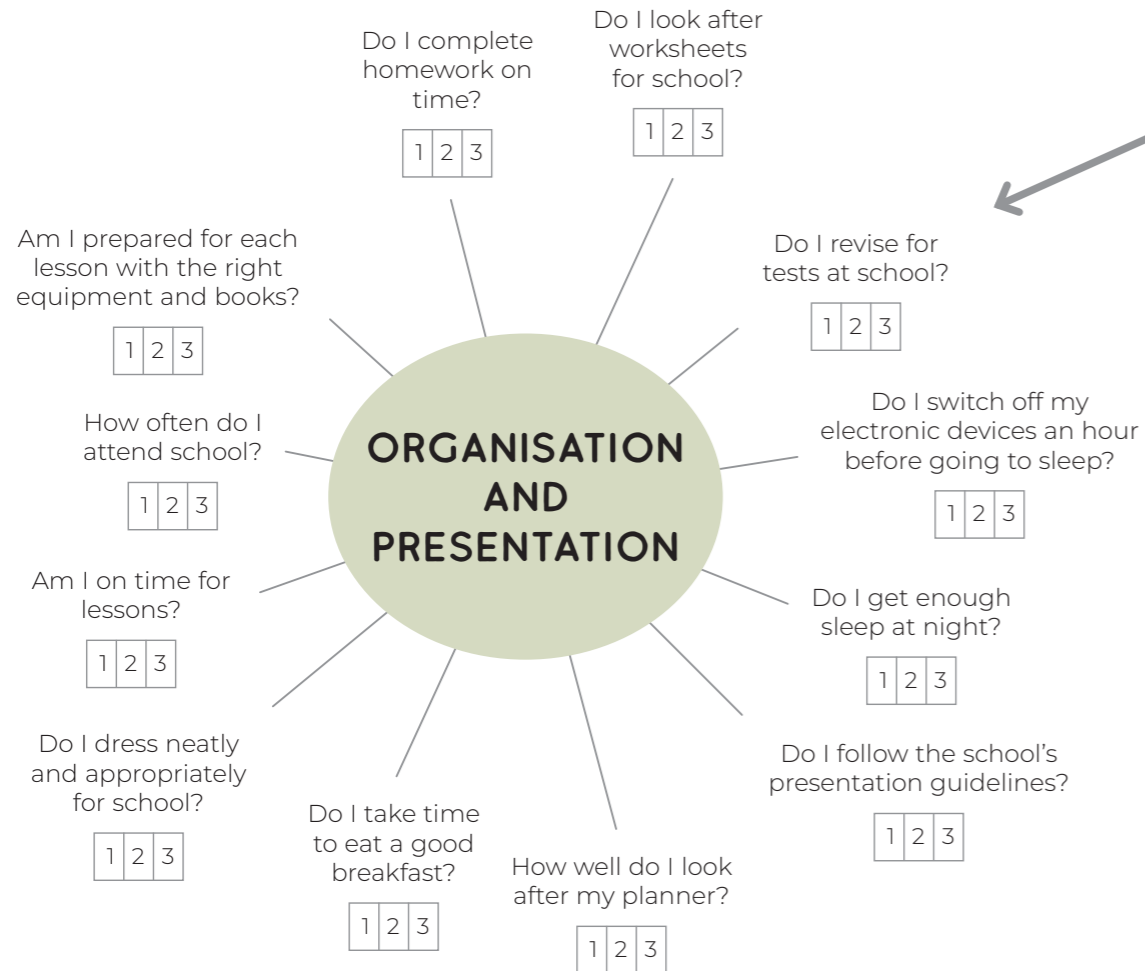 Do I complete
homework on
time?
1 2 3
Do I look after
worksheets
for school?
1 2 3
Do I revise for
tests at school?
1 2 3
Do I switch off my
electronic devices an hour
before going to sleep?
1 2 3
Do I get enough
sleep at night?
1 2 3
Do I follow the school’s
presentation guidelines?
1 2 3
How well do I look
after my planner?
1 2 3
Do I take time
to eat a good
breakfast?
1 2 3
Do I dress neatly
and appropriately
for school?
1 2 3
Am I on time for
lessons?
1 2 3
How often do I
attend school?
1 2 3
Am I prepared for each
lesson with the right
equipment and books?
1 2 3
ORGANISATION
AND
PRESENTATION